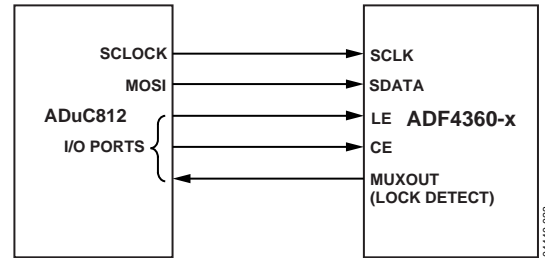 SCLOCK
MOSI
ADuC812
I/O PORTS
SCLK
SDATA
LE
ADF4360-x
CE
MUXOUT
(LOCK DETECT)